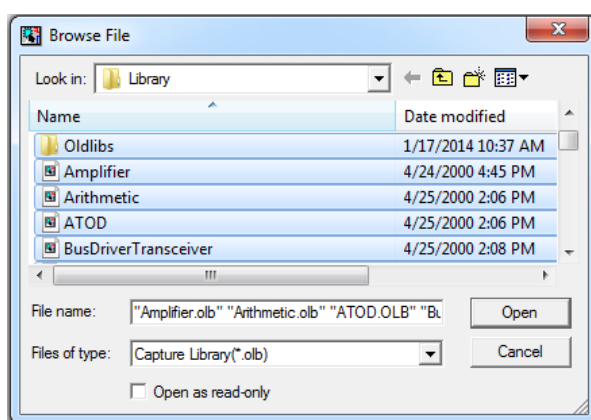 Browse File
Look in: Library
Name Date modified
Oldlibs 1/17/2014 10:37 AM
Amplifier 4/24/2000 4:45 PM
Arithmetic 4/25/2000 2:06 PM
ATOD 4/25/2000 2:06 PM
BusDriverTransceiver 4/25/2000 2:08 PM
File name: "Amplifier.olb" "Arithmetic.olb" "ATOD.OLB" "Bu Open
Files of type: Capture Library(*.olb) Cancel
Open as read-only